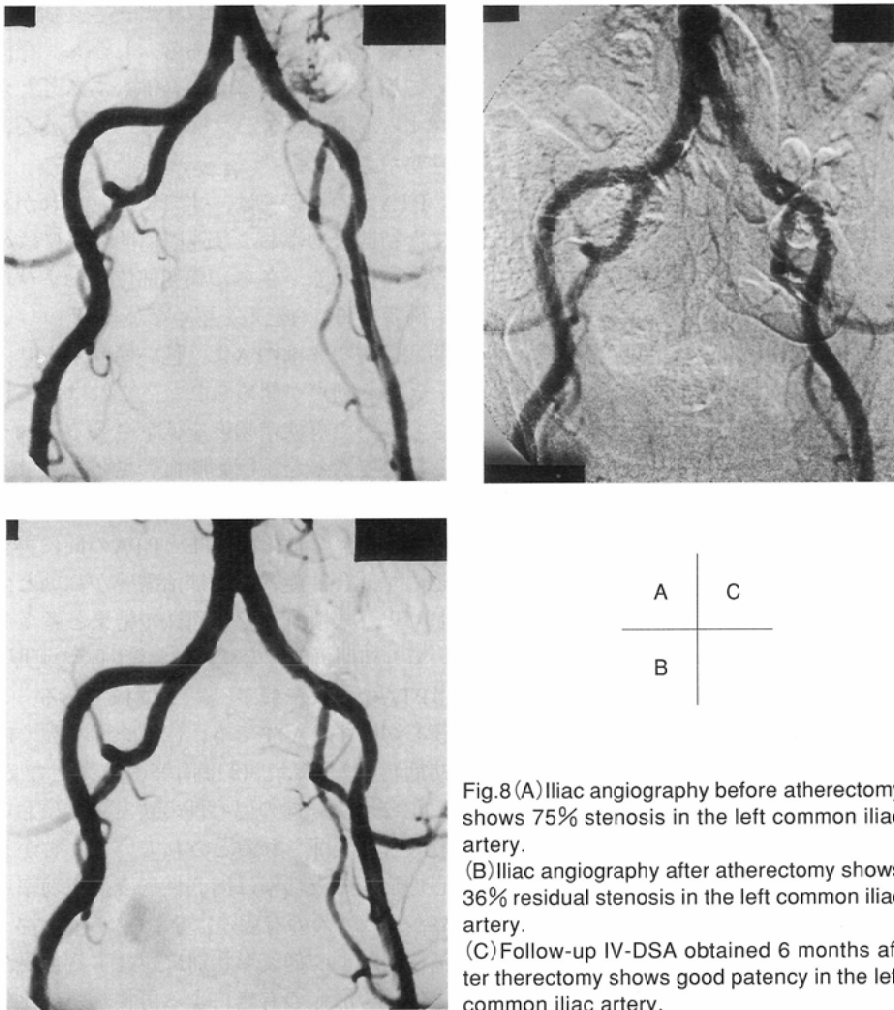 A C
B
Fig.8(A)Iliac angiography before atherectomy
shows 75% stenosis in the left common iliac
artery.
(B)Iliac angiography after atherectomy shows
36% residual stenosis in the left common iliac
artery.
(C)Follow-up IV-DSA obtained 6 months af-
ter therectomy shows good patency in the left
common iliac artery.